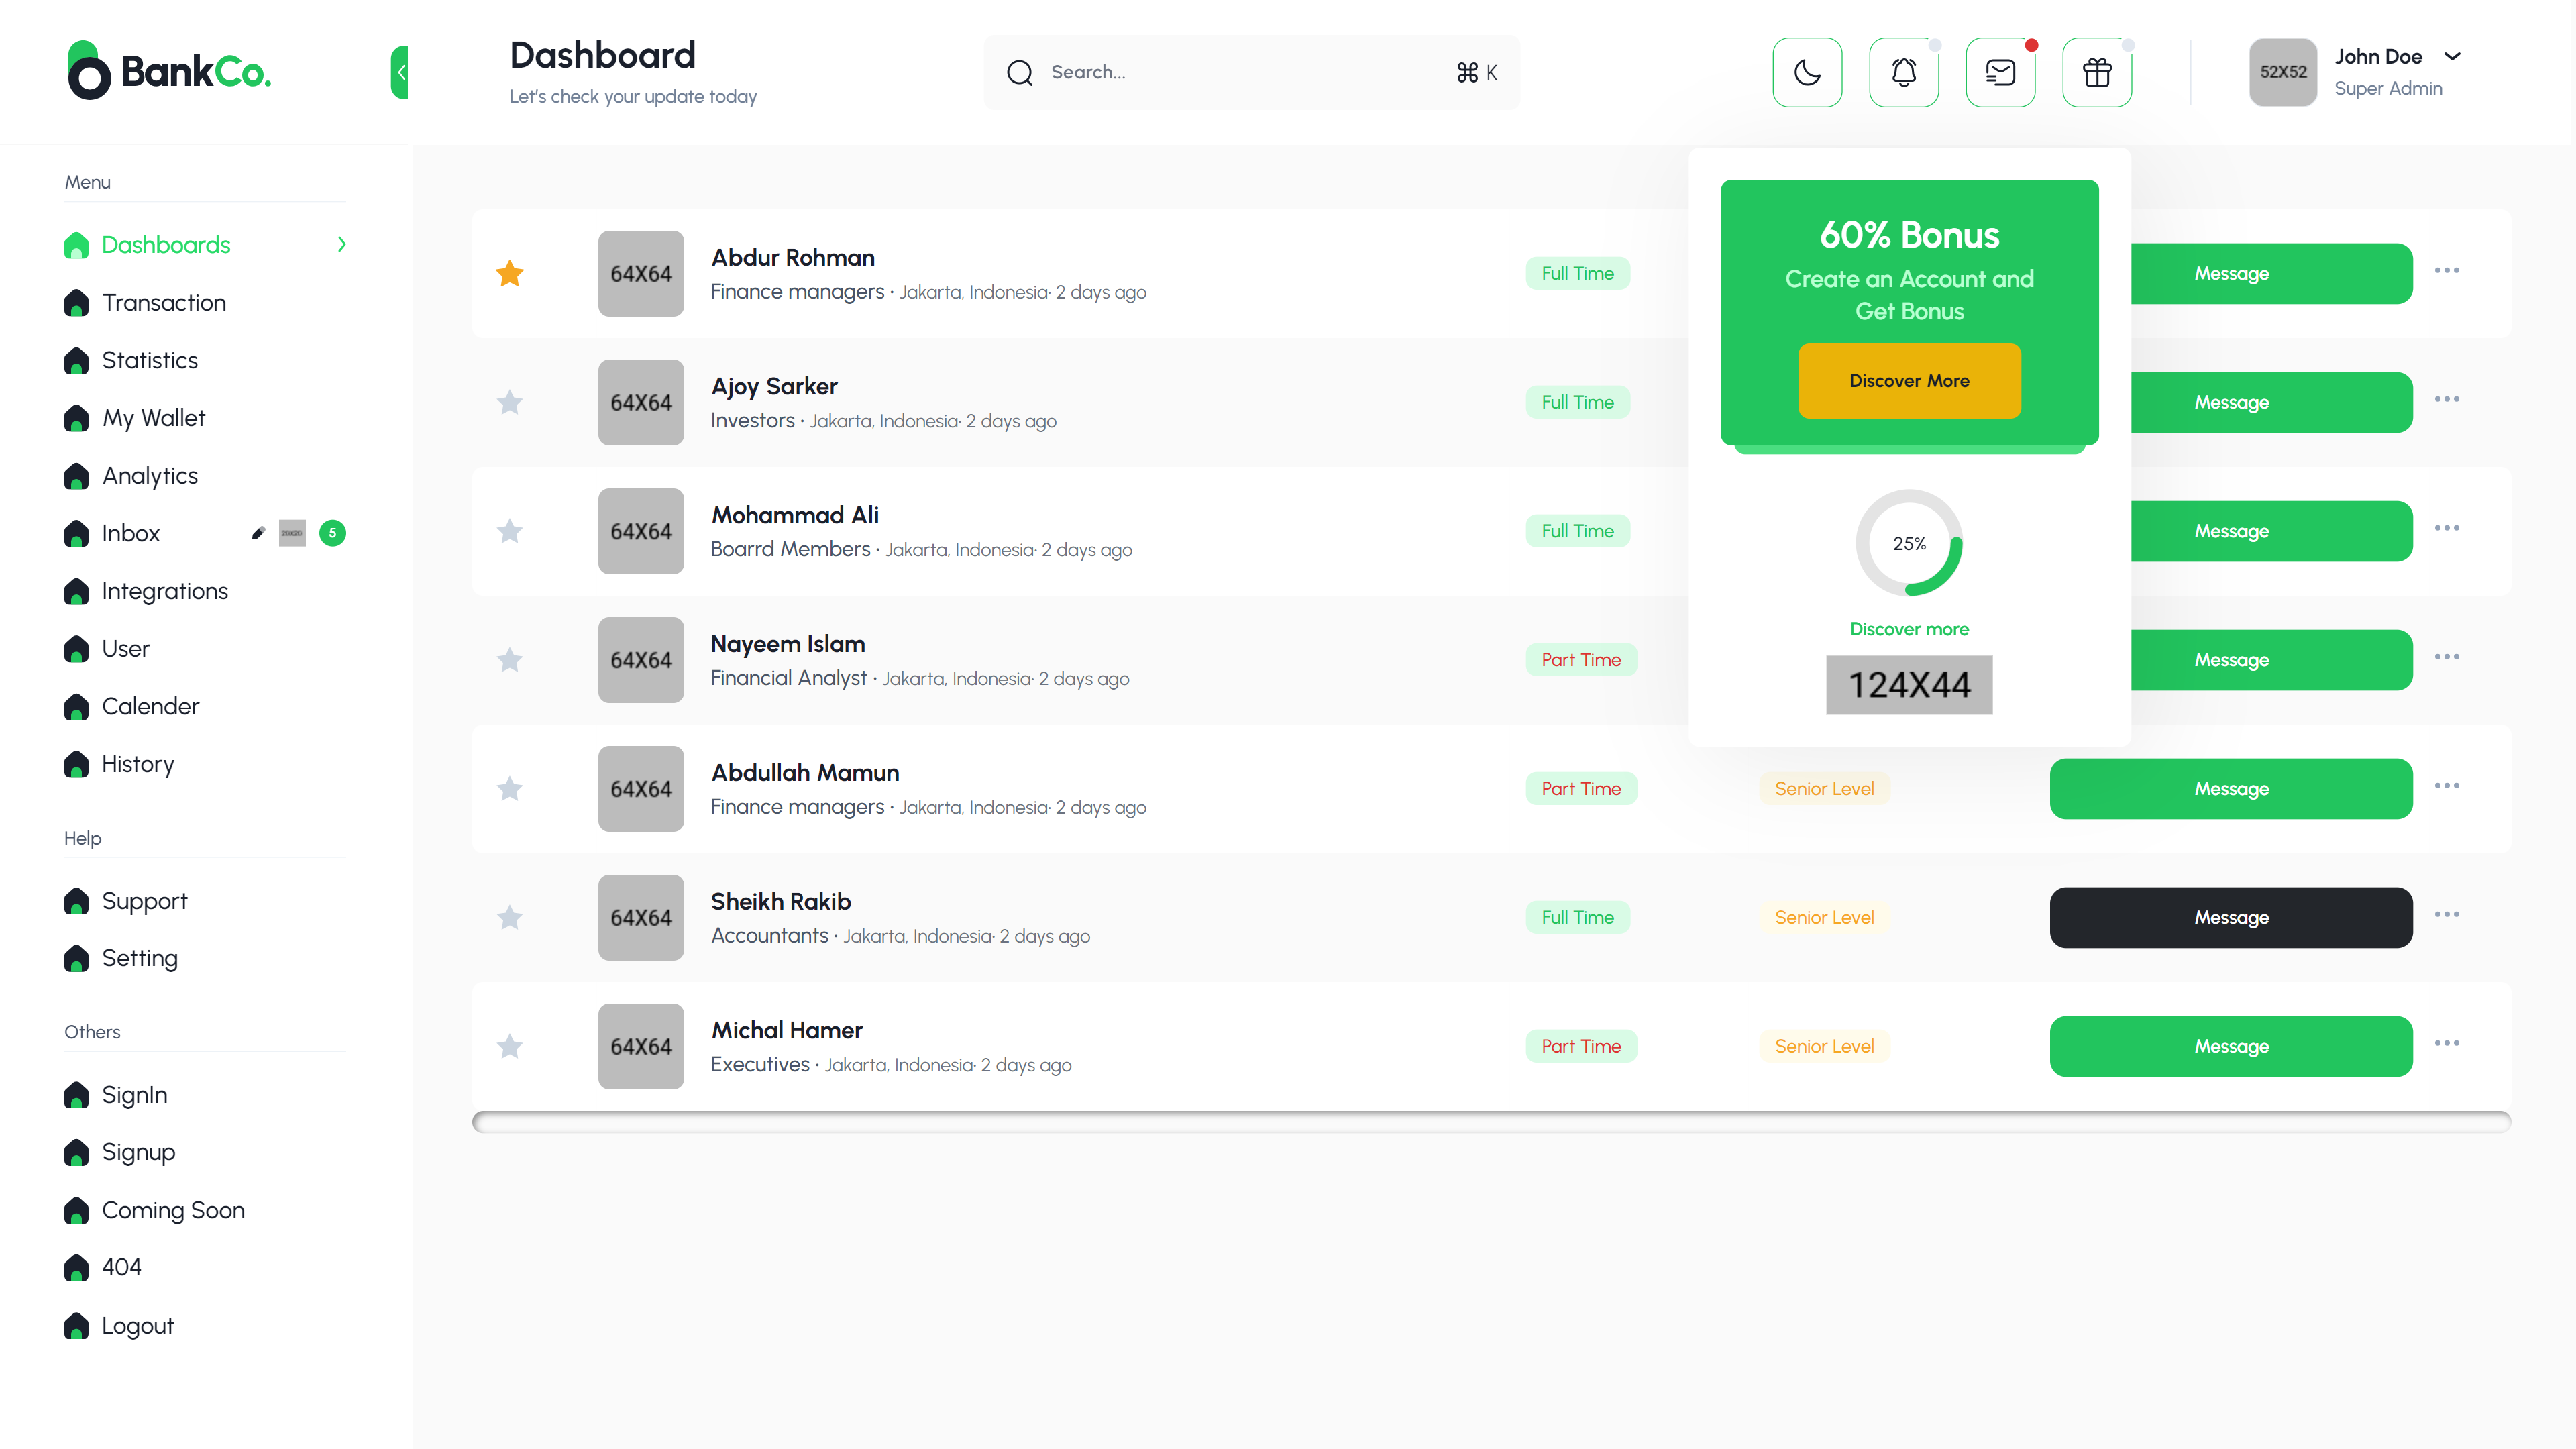 BankCo.
Dashboard
Let's check your update today
Search...
⌘ K
52X52
John Doe
Super Admin
Menu
Dashboards
Transaction
Statistics
My Wallet
Analytics
Inbox
5
Integrations
User
Calender
History
Help
Support
Setting
Others
SignIn
Signup
Coming Soon
404
Logout
64X64
Abdur Rohman
Finance managers · Jakarta, Indonesia· 2 days ago
Full Time
Message
64X64
Ajoy Sarker
Investors · Jakarta, Indonesia· 2 days ago
Full Time
Message
64X64
Mohammad Ali
Boarrd Members · Jakarta, Indonesia· 2 days ago
Full Time
Message
64X64
Nayeem Islam
Financial Analyst · Jakarta, Indonesia· 2 days ago
Part Time
Message
64X64
Abdullah Mamun
Finance managers · Jakarta, Indonesia· 2 days ago
Part Time
Senior Level
Message
64X64
Sheikh Rakib
Accountants · Jakarta, Indonesia· 2 days ago
Full Time
Senior Level
Message
64X64
Michal Hamer
Executives · Jakarta, Indonesia· 2 days ago
Part Time
Senior Level
Message
60% Bonus
Create an Account and
Get Bonus
Discover More
25%
Discover more
124X44